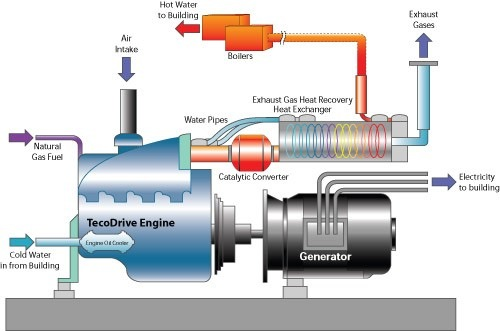 Hot Water
to Building
Boilers
Exhaust
Gases
Air
Intake
Water Pipes
Exhaust Gas Heat Recovery
Heat Exchanger
Natural
Gas Fuel
Catalytic Converter
Electricity
to building
TecoDrive Engine
Engine Oil Cooler
Generator
Cold Water
in from Building